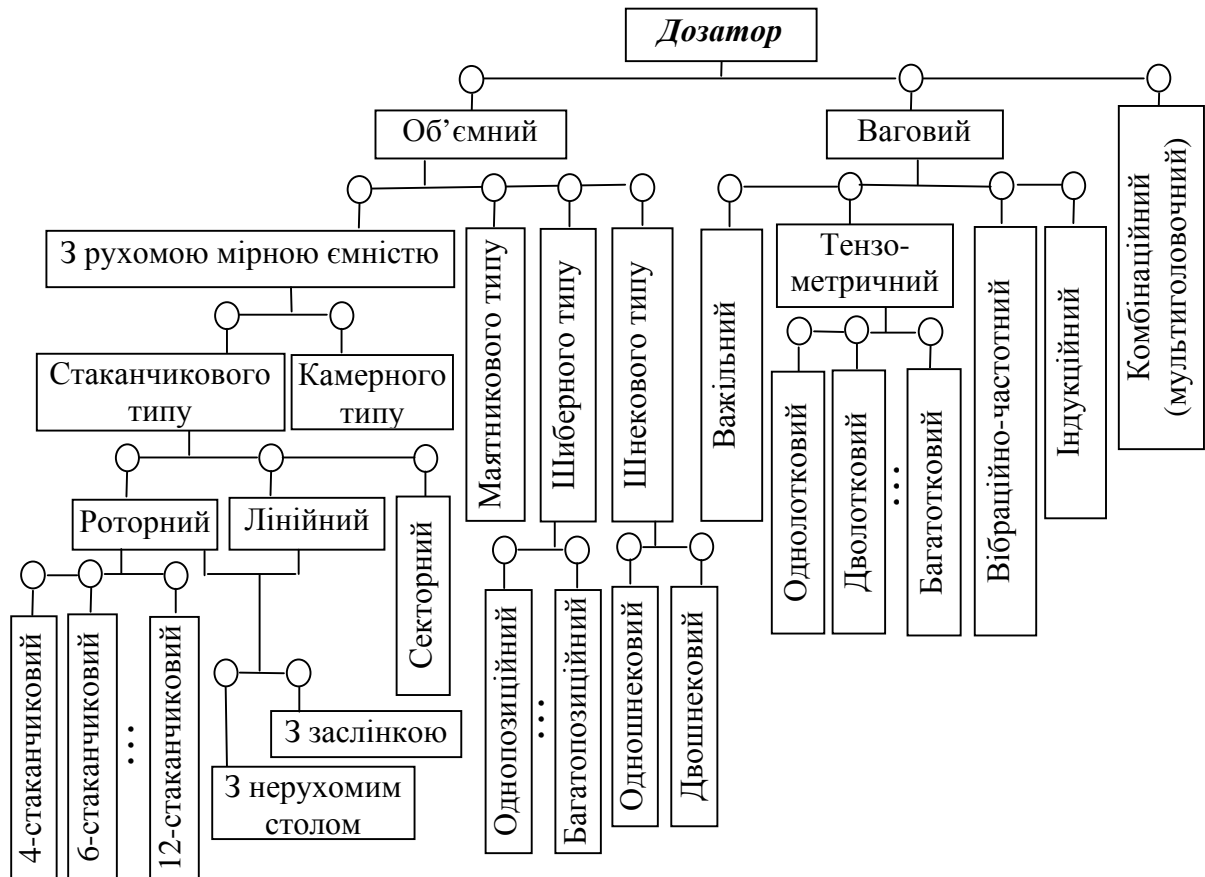 Дозатор
Об’ємний
Ваговий
Комбінаційний
(мультиголовочний)
З рухомою мірною ємністю
Маятникового типу
Шиберного типу
Шнекового типу
Важільний
Тензо-
метричний
Вібраційно-частотний
Індукційний
Стаканчикового
типу
Камерного
типу
Однолотковий
Дволотковий
...
Багатотковий
Роторний
Лінійний
Секторний
Однопозиційний
...
Багатопозиційний
Одношнековий
Двошнековий
4-стаканчиковий
6-стаканчиковий
...
12-стаканчиковий
З заслінкою
З нерухомим
столом